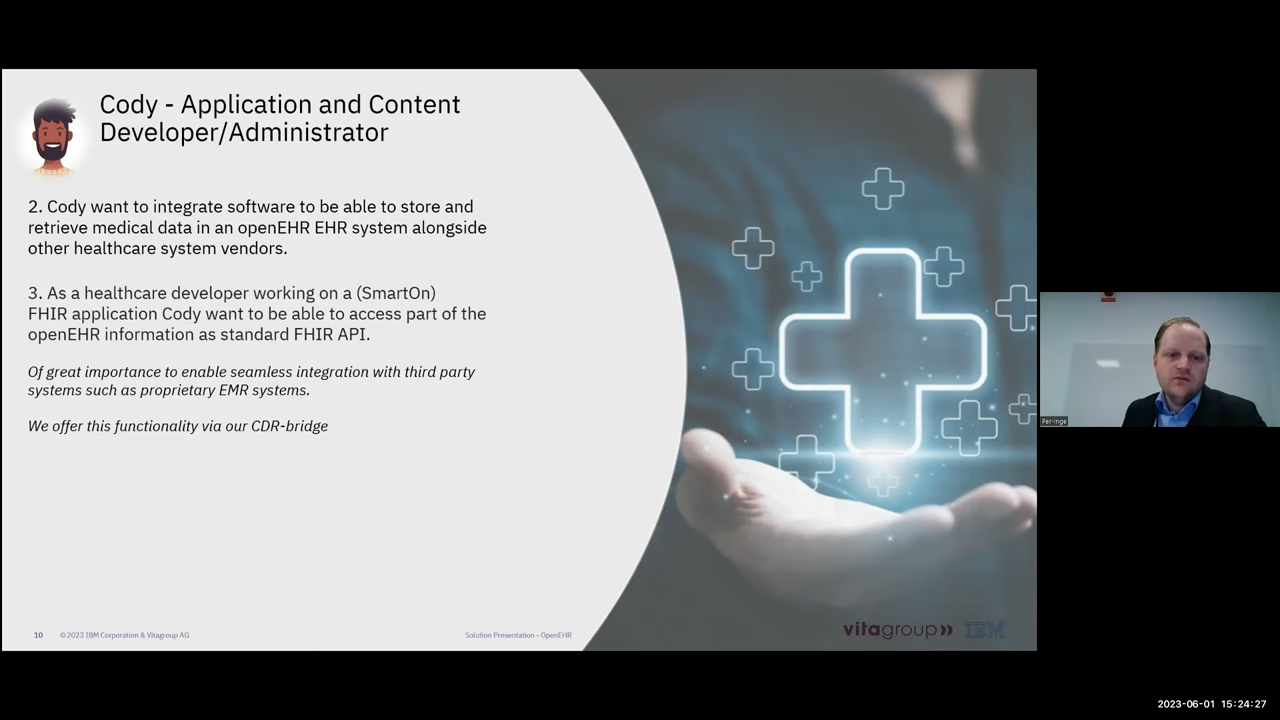 Cody - Application and Content
Developer/Administrator
2. Cody want to integrate software to be able to store and
retrieve medical data in an openEHR EHR system alongside
other healthcare system vendors.
3. As a healthcare developer working on a (SmartOn)
FHIR application Cody want to be able to access part of the
openEHR information as standard FHIR API.
Of great importance to enable seamless integration with third party
systems such as proprietary EMR systems.
We offer this functionality via our CDR-bridge
10 ©2023 IBM Corporation & Vitagroup AG Solution Presentation - OpenEHR
vitagroup IBM
Per-Inge
2023-06-01 15:24:27